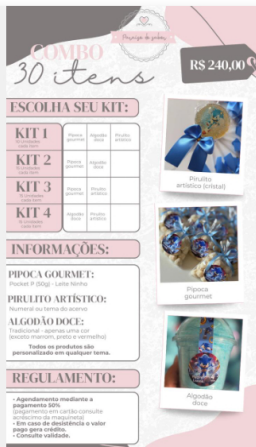 COMBO
30 itens
R$ 240,00
ESCOLHA SEU KIT:
KIT 1
Pipoca gourmet
Algodão doce
Pirulito artístico
KIT 2
Pipoca gourmet
Algodão doce
KIT 3
Pipoca gourmet
Pirulito artístico
KIT 4
Algodão doce
Pirulito artístico
Pirulito
artístico (cristal)
Pipoca
gourmet
Algodão
doce
INFORMAÇÕES:
PIPOCA GOURMET:
Pocket P (50g) - Leite Ninho
PIRULITO ARTÍSTICO:
Numeral ou tema do acervo
ALGODÃO DOCE:
Tradicional - apenas uma cor
(exceto marrom, preto e vermelho)
Todos os produtos são
personalizado em qualquer tema.
REGULAMENTO:
- Agendamento mediante a
pagamento 50%
(pagamento em cartão consulte
acréscimo da maquineta).
- Em caso de desistência o valor
pago gera crédito.
- Consulte validade.